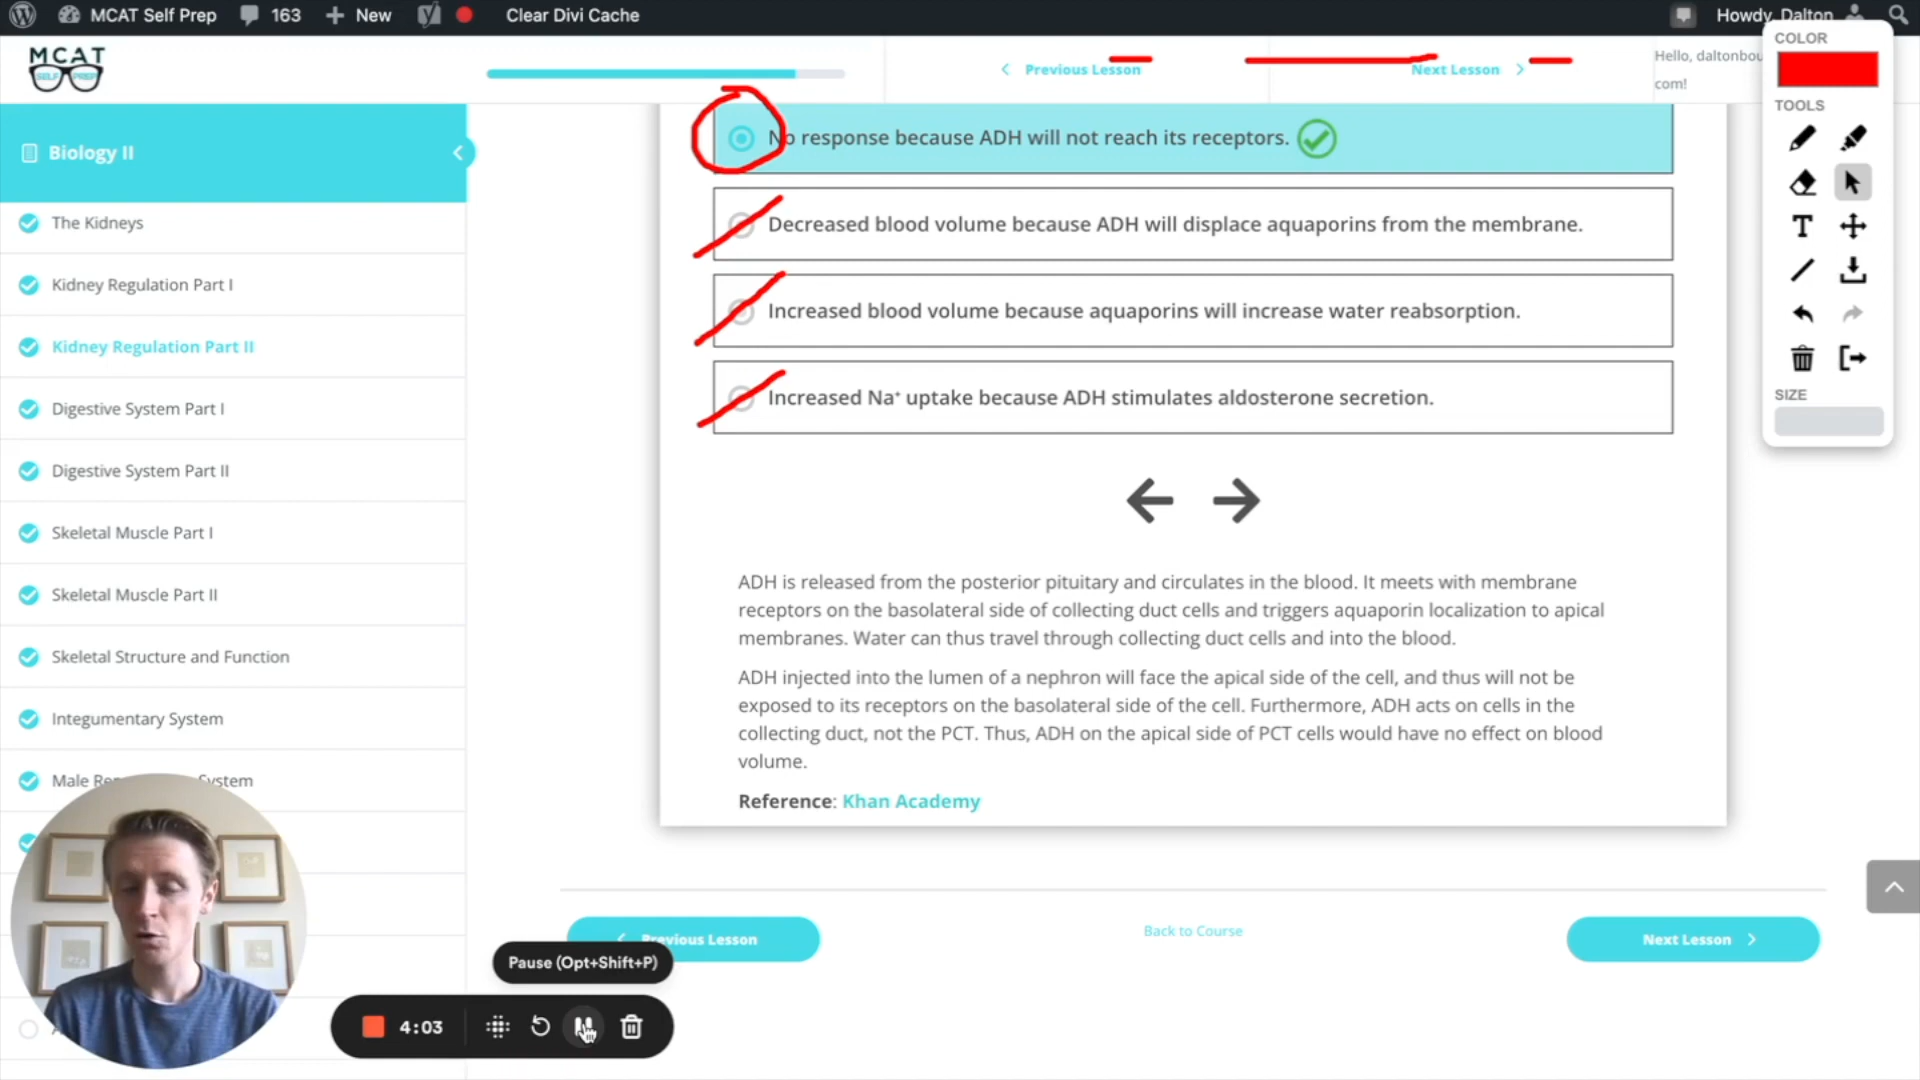 MCAT Self Prep
163
New
Clear Divi Cache
Howdy, Dalton
MCAT
SELF PREP
Previous Lesson
Next Lesson
Hello, daltonbou
com!
COLOR
TOOLS
T
SIZE
Biology II
The Kidneys
Kidney Regulation Part I
Kidney Regulation Part II
Digestive System Part I
Digestive System Part II
Skeletal Muscle Part I
Skeletal Muscle Part II
Skeletal Structure and Function
Integumentary System
Male System
No response because ADH will not reach its receptors.
Decreased blood volume because ADH will displace aquaporins from the membrane.
Increased blood volume because aquaporins will increase water reabsorption.
Increased Na⁺ uptake because ADH stimulates aldosterone secretion.
ADH is released from the posterior pituitary and circulates in the blood. It meets with membrane
receptors on the basolateral side of collecting duct cells and triggers aquaporin localization to apical
membranes. Water can thus travel through collecting duct cells and into the blood.
ADH injected into the lumen of a nephron will face the apical side of the cell, and thus will not be
exposed to its receptors on the basolateral side of the cell. Furthermore, ADH acts on cells in the
collecting duct, not the PCT. Thus, ADH on the apical side of PCT cells would have no effect on blood
volume.
Reference: Khan Academy
Previous Lesson
Back to Course
Next Lesson
Pause (Opt+Shift+P)
4:03